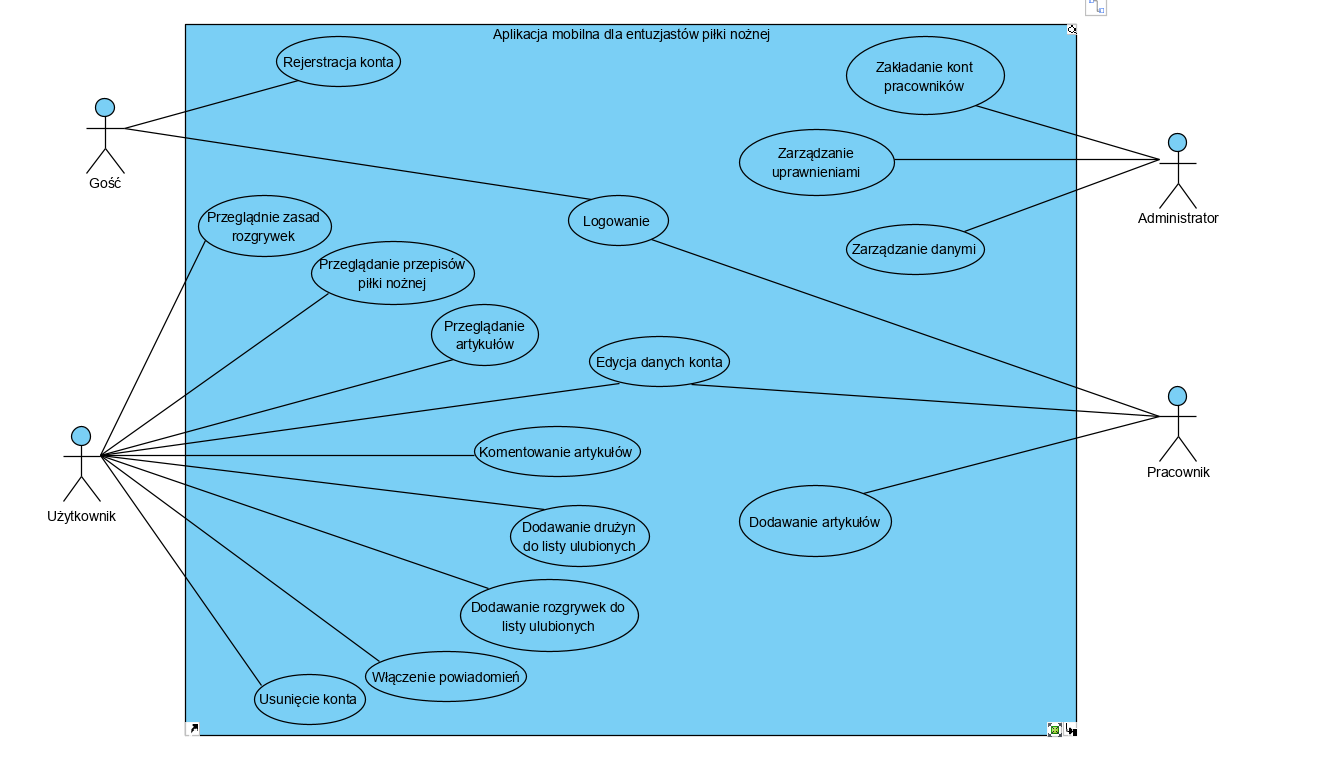 Aplikacja mobilna dla entuzjastów piłki nożnej
Rejerstracja konta
Zakładanie kont
pracowników
Gość
Zarządzanie
uprawnieniami
Administrator
Przeglądnie zasad
rozgrywek
Logowanie
Zarządzanie danymi
Przeglądanie przepisów
piłki nożnej
Przeglądanie
artykułów
Edycja danych konta
Komentowanie artykułów
Pracownik
Użytkownik
Dodawanie drużyn
do listy ulubionych
Dodawanie artykułów
Dodawanie rozgrywek do
listy ulubionych
Włączenie powiadomień
Usunięcie konta